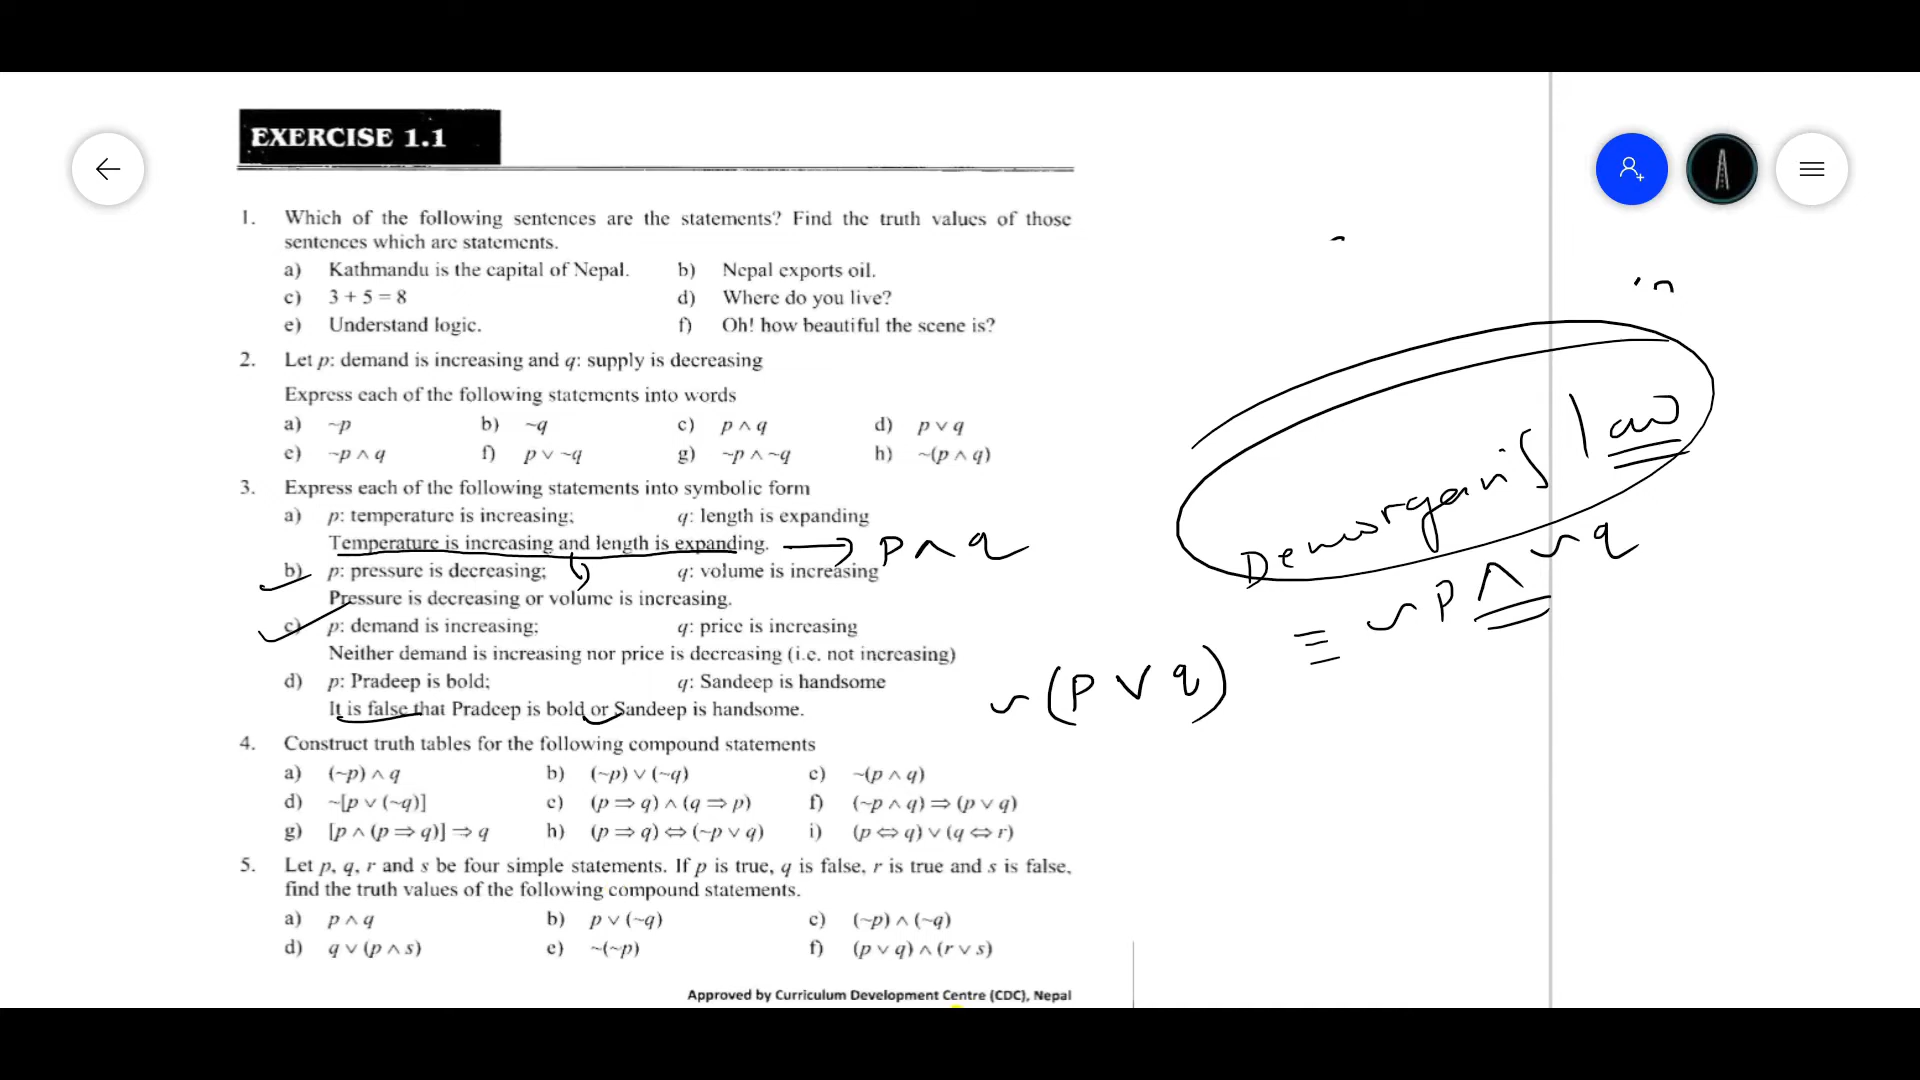 EXERCISE 1.1
1. Which of the following sentences are the statements? Find the truth values of those
sentences which are statements.
a) Kathmandu is the capital of Nepal. b) Nepal exports oil.
c) 3 + 5 = 8 d) Where do you live?
e) Understand logic. f) Oh! how beautiful the scene is?
2. Let p: demand is increasing and q: supply is decreasing
Express each of the following statements into words
a) ~p b) ~q c) p ∧ q d) p ∨ q
e) ~p ∧ q f) p ∨ ~q g) ~p ∧ ~q h) ~(p ∧ q)
3. Express each of the following statements into symbolic form
a) p: temperature is increasing; q: length is expanding
Temperature is increasing and length is expanding. → p ∧ q
b) p: pressure is decreasing; q: volume is increasing
Pressure is decreasing or volume is increasing.
c) p: demand is increasing; q: price is increasing
Neither demand is increasing nor price is decreasing (i.e. not increasing)
d) p: Pradeep is bold; q: Sandeep is handsome
It is false that Pradeep is bold or Sandeep is handsome.
Demorgan's law
~(p ∨ q) ≡ ~p ∧ ~q
4. Construct truth tables for the following compound statements
a) (~p) ∧ q b) (~p) ∨ (~q) c) ~(p ∧ q)
d) ~[p ∨ (~q)] e) (p ⇒ q) ∧ (q ⇒ p) f) (~p ∧ q) ⇒ (p ∨ q)
g) [p ∧ (p ⇒ q)] ⇒ q h) (p ⇒ q) ⇔ (~p ∨ q) i) (p ⇔ q) ∨ (q ⇔ r)
5. Let p, q, r and s be four simple statements. If p is true, q is false, r is true and s is false,
find the truth values of the following compound statements.
a) p ∧ q b) p ∨ (~q) c) (~p) ∧ (~q)
d) q ∨ (p ∧ s) e) ~(~p) f) (p ∨ q) ∧ (r ∨ s)
Approved by Curriculum Development Centre (CDC), Nepal